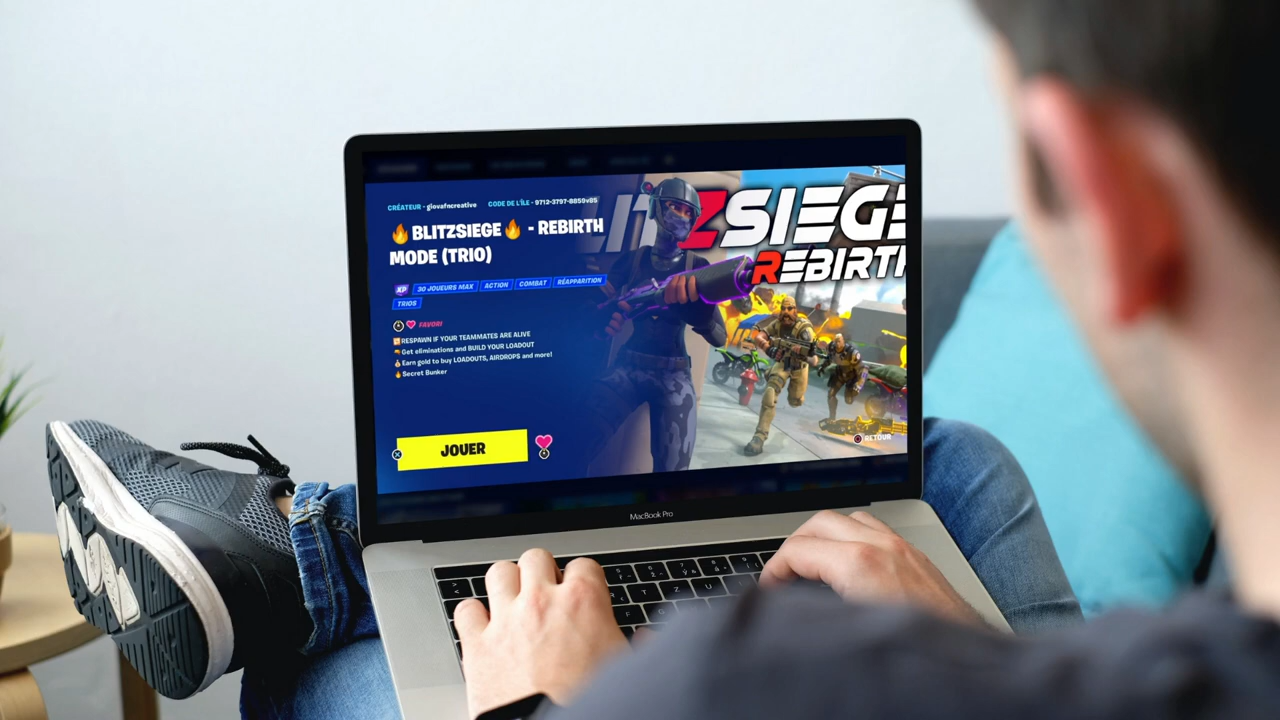 CRÉATEUR - giovafncreative CODE DE L'ÎLE - 9712-3797-8859v85
🔥BLITZSIEGE🔥 - REBIRTH
MODE (TRIO)
XP 30 JOUEURS MAX ACTION COMBAT RÉAPPARITION
TRIOS
FAVORI
RESPAWN IF YOUR TEAMMATES ARE ALIVE
Get eliminations and BUILD YOUR LOADOUT
Earn gold to buy LOADOUTS, AIRDROPS and more!
🔥Secret Bunker
JOUER
ITZSIEGE
REBIRTH
RETOUR
MacBook Pro